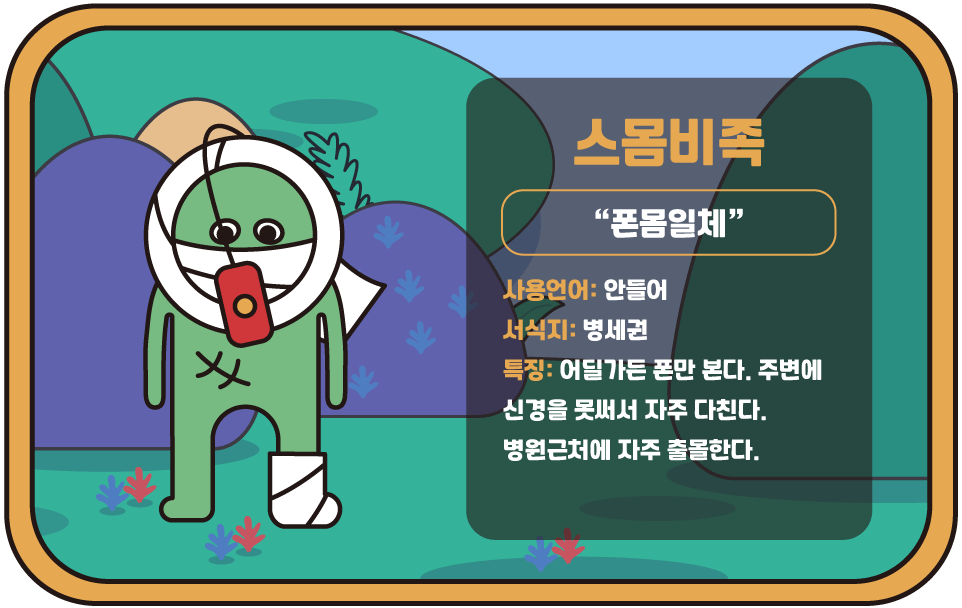 스몸비족
“폰몸일체”
사용언어: 안들어
서식지: 병세권
특징: 어딜가든 폰만 본다. 주변에
신경을 못써서 자주 다친다.
병원근처에 자주 출몰한다.